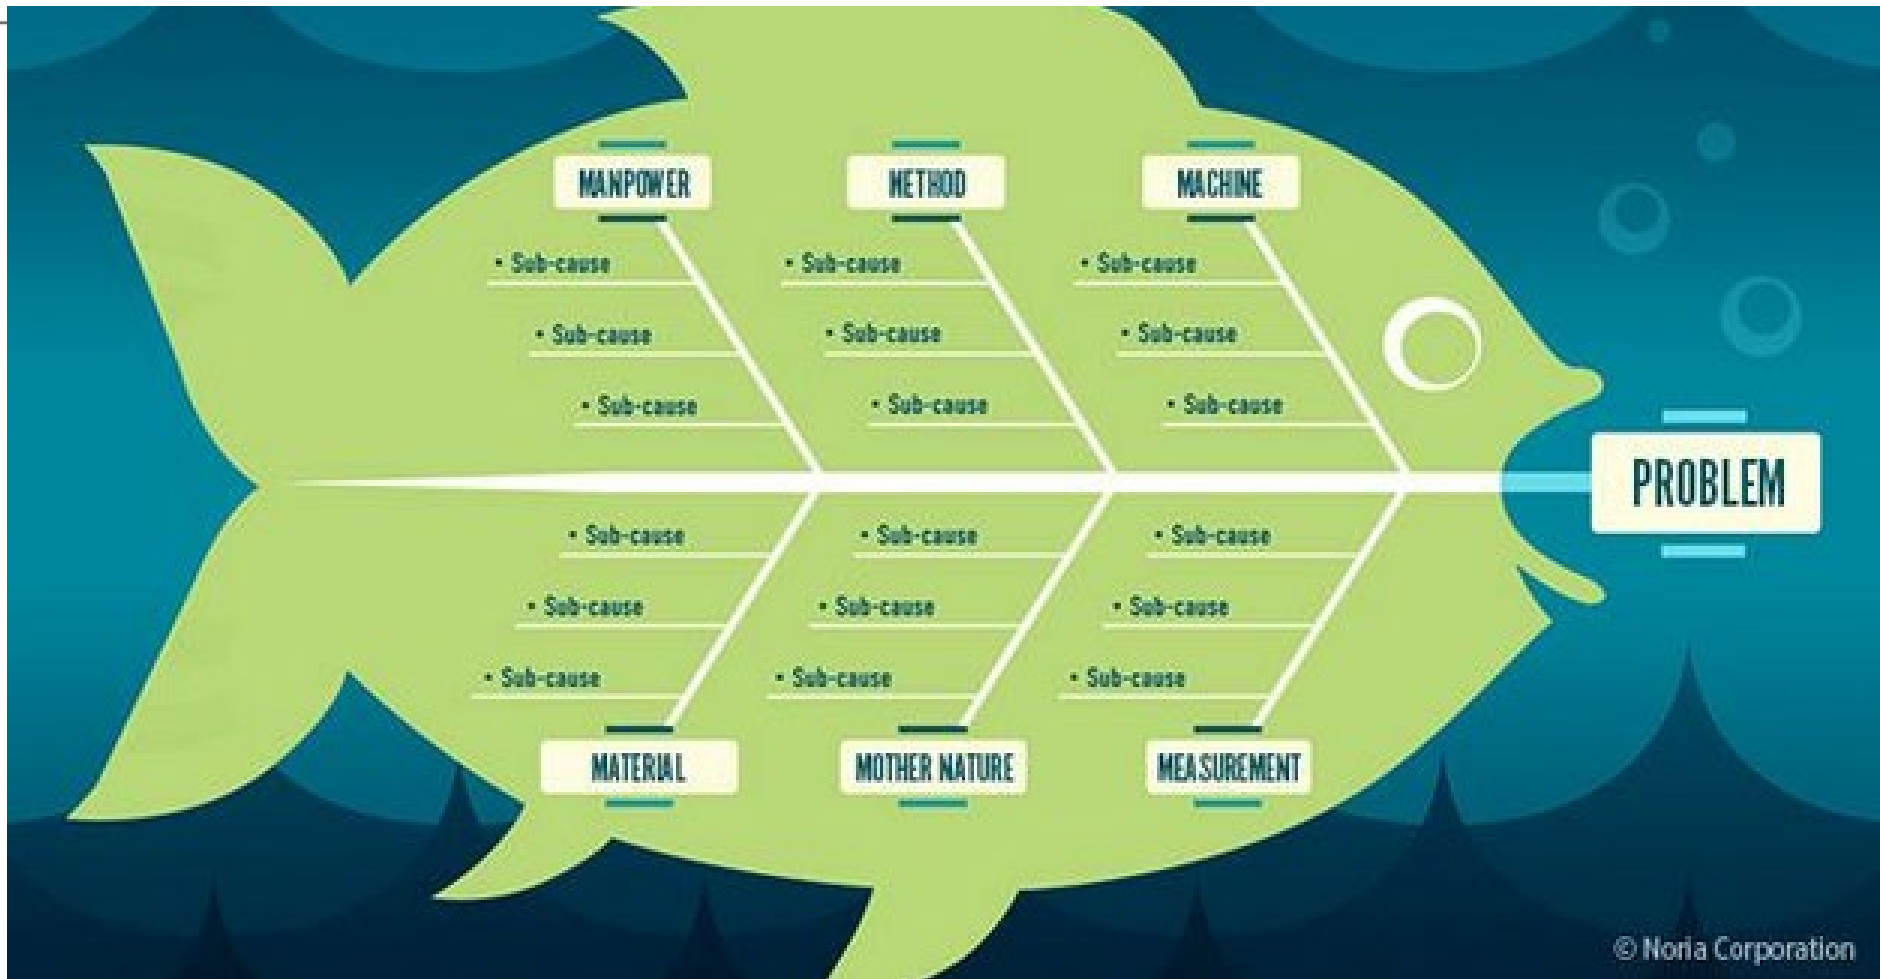 MANPOWER
METHOD
MACHINE
• Sub-cause
• Sub-cause
• Sub-cause
• Sub-cause
• Sub-cause
• Sub-cause
• Sub-cause
• Sub-cause
• Sub-cause
PROBLEM
• Sub-cause
• Sub-cause
• Sub-cause
• Sub-cause
• Sub-cause
• Sub-cause
• Sub-cause
• Sub-cause
• Sub-cause
MATERIAL
MOTHER NATURE
MEASUREMENT
© Noria Corporation